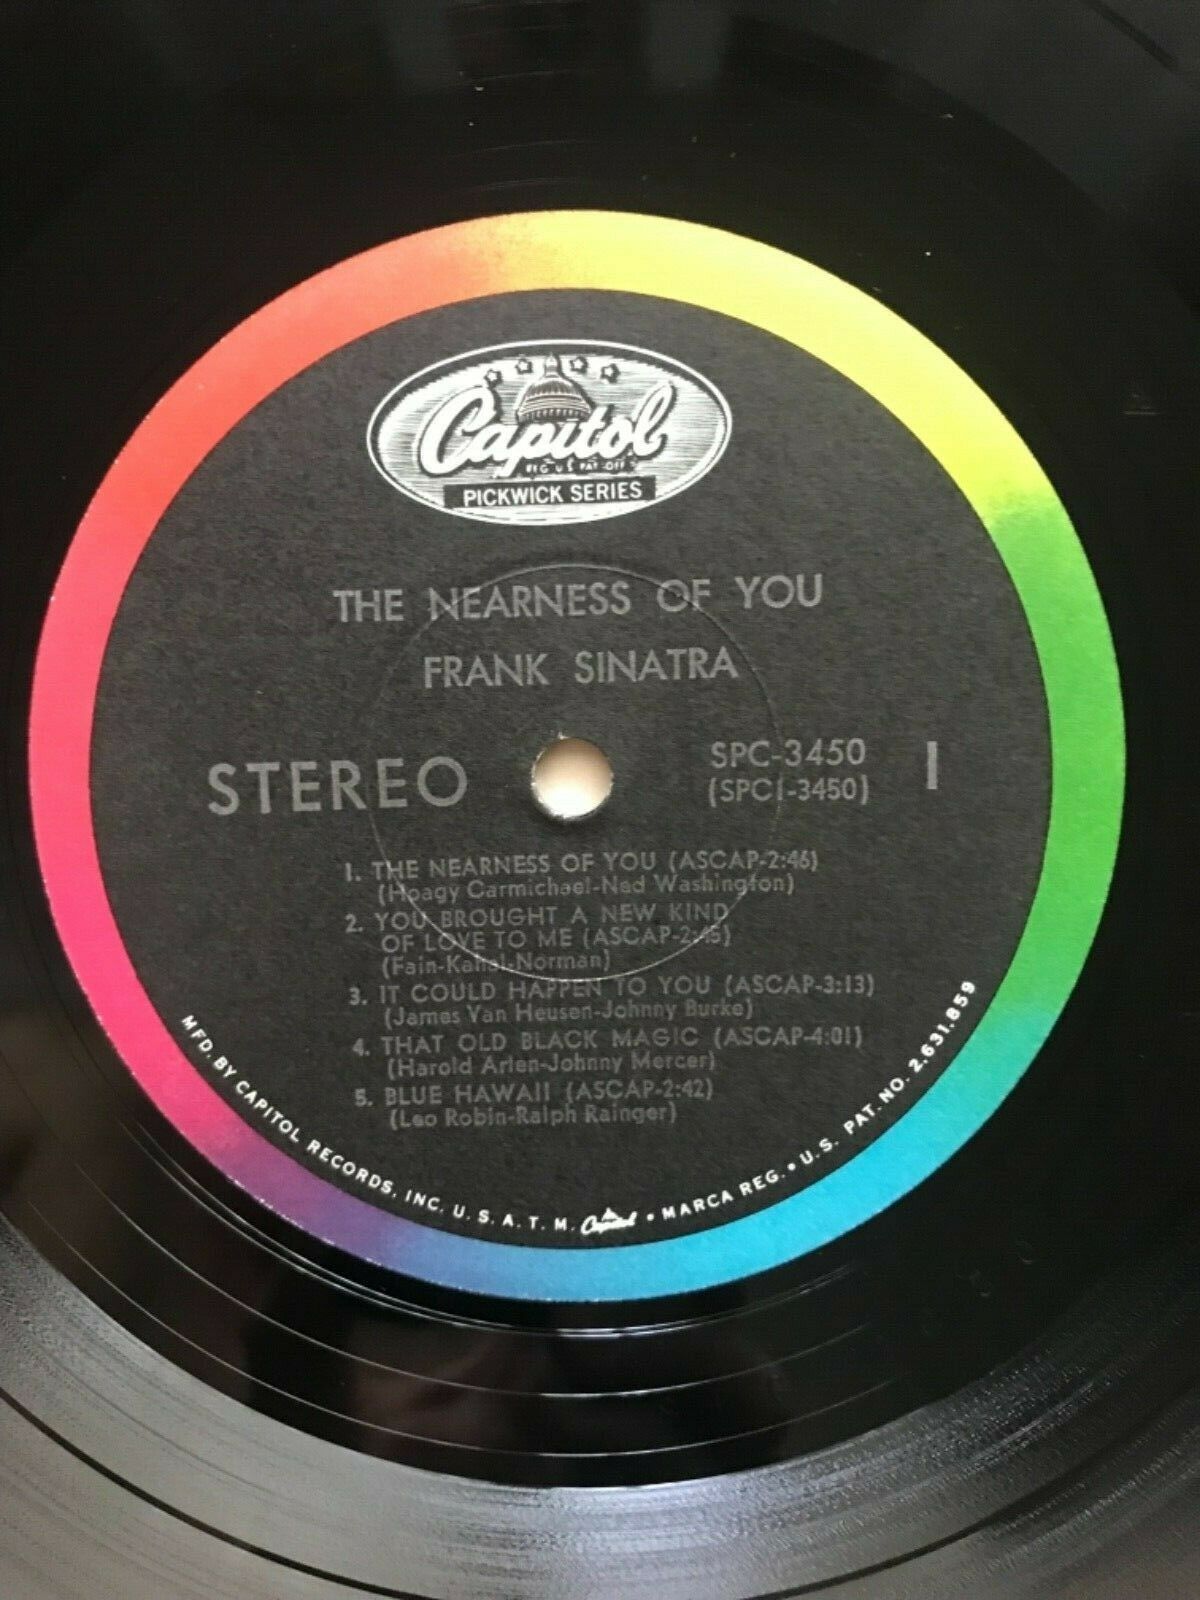 Capitol
REG U.S. PAT. OFF.
PICKWICK SERIES
THE NEARNESS OF YOU
FRANK SINATRA
STEREO
SPC-3450
(SPC1-3450)
I
1. THE NEARNESS OF YOU (ASCAP-2:46)
(Hoagy Carmichael-Ned Washington)
2. YOU BROUGHT A NEW KIND
OF LOVE TO ME (ASCAP-2:45)
(Fain-Kahal-Norman)
3. IT COULD HAPPEN TO YOU (ASCAP-3:13)
(James Van Heusen-Johnny Burke)
4. THAT OLD BLACK MAGIC (ASCAP-4:01)
(Harold Arlen-Johnny Mercer)
5. BLUE HAWAII (ASCAP-2:42)
(Leo Robin-Ralph Rainger)
MFD. BY CAPITOL RECORDS, INC. U.S.A. T.M. Capitol • MARCA REG. • U.S. PAT. NO. 2,631,859